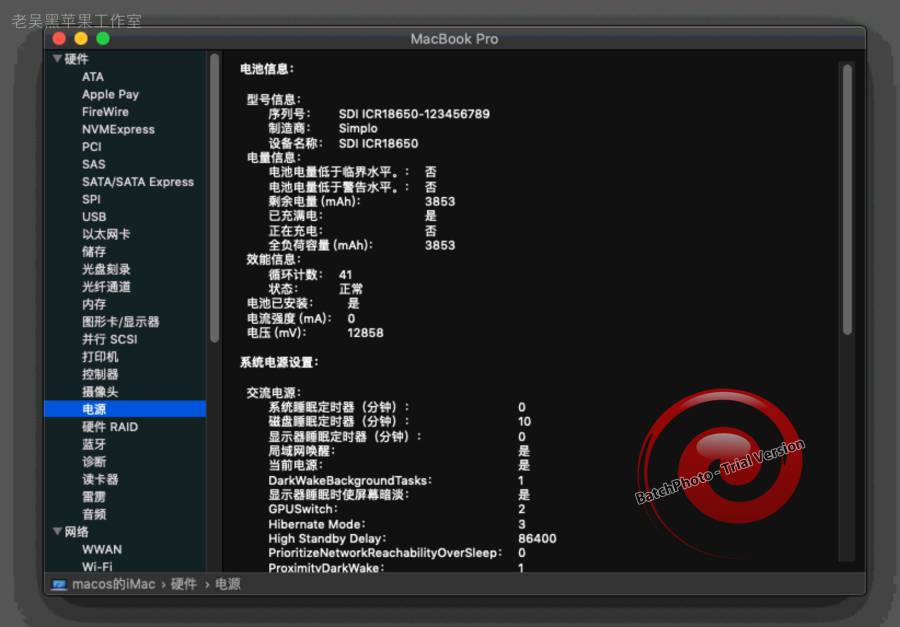 老吴黑苹果工作室
MacBook Pro
硬件
ATA
Apple Pay
FireWire
NVMExpress
PCI
SAS
SATA/SATA Express
SPI
USB
以太网卡
储存
光盘刻录
光纤通道
内存
图形卡/显示器
并行 SCSI
打印机
控制器
摄像头
电源
硬件 RAID
蓝牙
诊断
读卡器
雷雳
音频
网络
WWAN
Wi-Fi
电池信息：
型号信息：
序列号： SDI ICR18650-123456789
制造商： Simplo
设备名称： SDI ICR18650
电量信息：
电池电量低于临界水平。： 否
电池电量低于警告水平。： 否
剩余电量 (mAh)： 3853
已充满电： 是
正在充电： 否
全负荷容量 (mAh)： 3853
效能信息：
循环计数： 41
状态： 正常
电池已安装： 是
电流强度 (mA)： 0
电压 (mV)： 12858
系统电源设置：
交流电源：
系统睡眠定时器（分钟）： 0
磁盘睡眠定时器（分钟）： 10
显示器睡眠定时器（分钟）： 0
局域网唤醒： 是
当前电源： 是
DarkWakeBackgroundTasks： 1
显示器睡眠时使屏幕暗淡： 是
GPUSwitch： 2
Hibernate Mode： 3
High Standby Delay： 86400
PrioritizeNetworkReachabilityOverSleep： 0
ProximityDarkWake： 1
BatchPhoto - Trial Version
macos的iMac › 硬件 › 电源